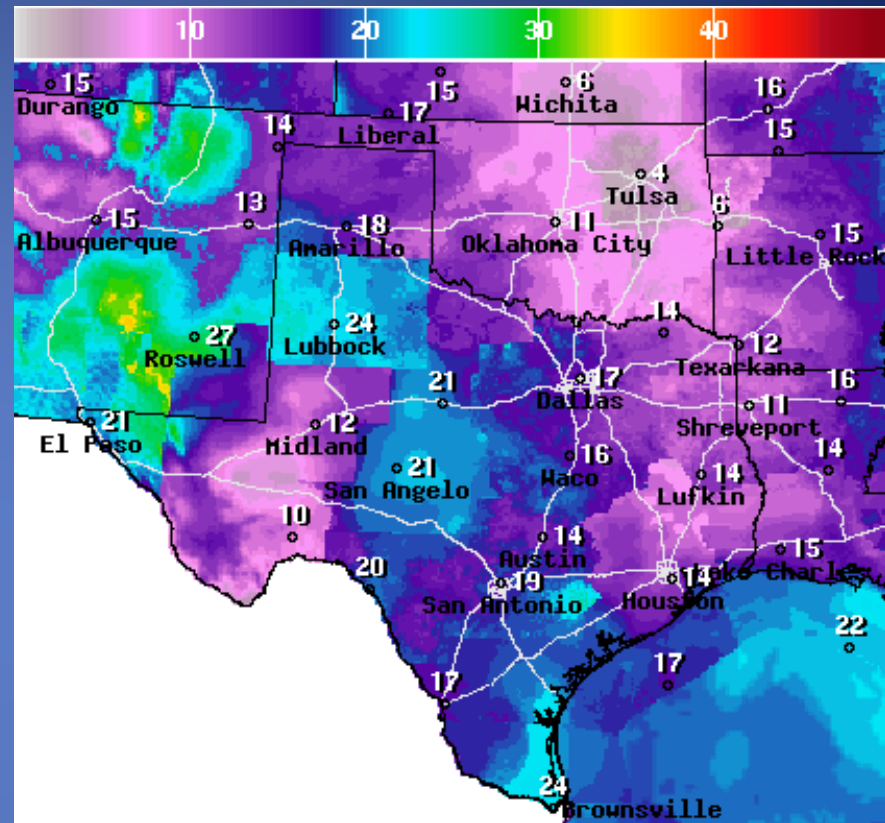 10 20 30 40
15 Durango
15
17 Liberal
6 Wichita
16
15
14
4 Tulsa
15 Albuquerque
13
18 Amarillo
11 Oklahoma City
6
15 Little Rock
27 Roswell
24 Lubbock
14
12 Texarkana
21 El Paso
12 Midland
21
17 Dallas
11 Shreveport
16
21 San Angelo
16 Waco
14 Lufkin
14
10
14 Austin
15 Lake Charles
20
19 San Antonio
14 Houston
22
17
17
24 Brownsville